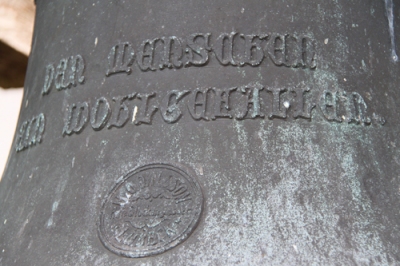 Den Menschen
ein Wohlgefallen.